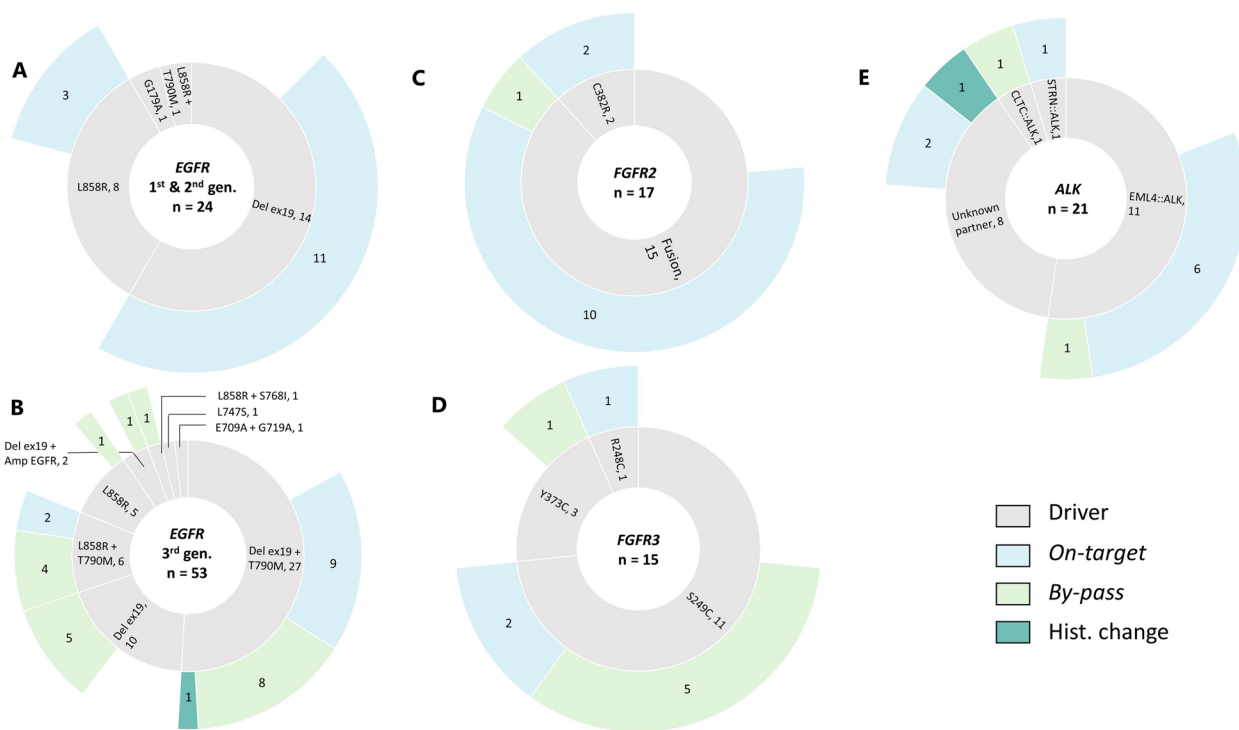 A
3
G179A, 1
T790M, 1
L858R +
EGFR
1st & 2nd gen.
n = 24
L858R, 8
Del ex19, 14
11
C
2
1
C382R, 2
FGFR2
n = 17
Fusion,
15
10
E
1
1
1
2
CLTC::ALK,1
STRN::ALK,1
ALK
n = 21
EML4::ALK,
11
Unknown
partner, 8
6
1
B
L858R + S768I, 1
L747S, 1
E709A + G719A, 1
1
1
1
Del ex19 +
Amp EGFR, 2
L858R, 5
2
L858R +
T790M, 6
4
5
Del ex19,
10
EGFR
3rd gen.
n = 53
Del ex19 +
T790M, 27
9
8
1
D
1
1
R248C, 1
Y373C, 3
FGFR3
n = 15
S249C, 11
2
5
Driver
On-target
By-pass
Hist. change